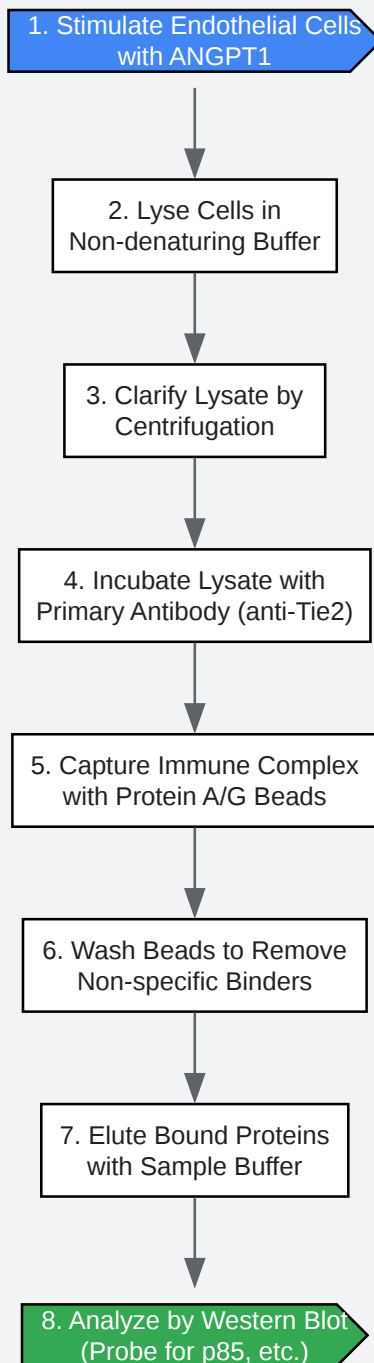 1. Stimulate Endothelial Cells
with ANGPT1
2. Lyse Cells in
Non-denaturing Buffer
3. Clarify Lysate by
Centrifugation
4. Incubate Lysate with
Primary Antibody (anti-Tie2)
5. Capture Immune Complex
with Protein A/G Beads
6. Wash Beads to Remove
Non-specific Binders
7. Elute Bound Proteins
with Sample Buffer
8. Analyze by Western Blot
(Probe for p85, etc.)